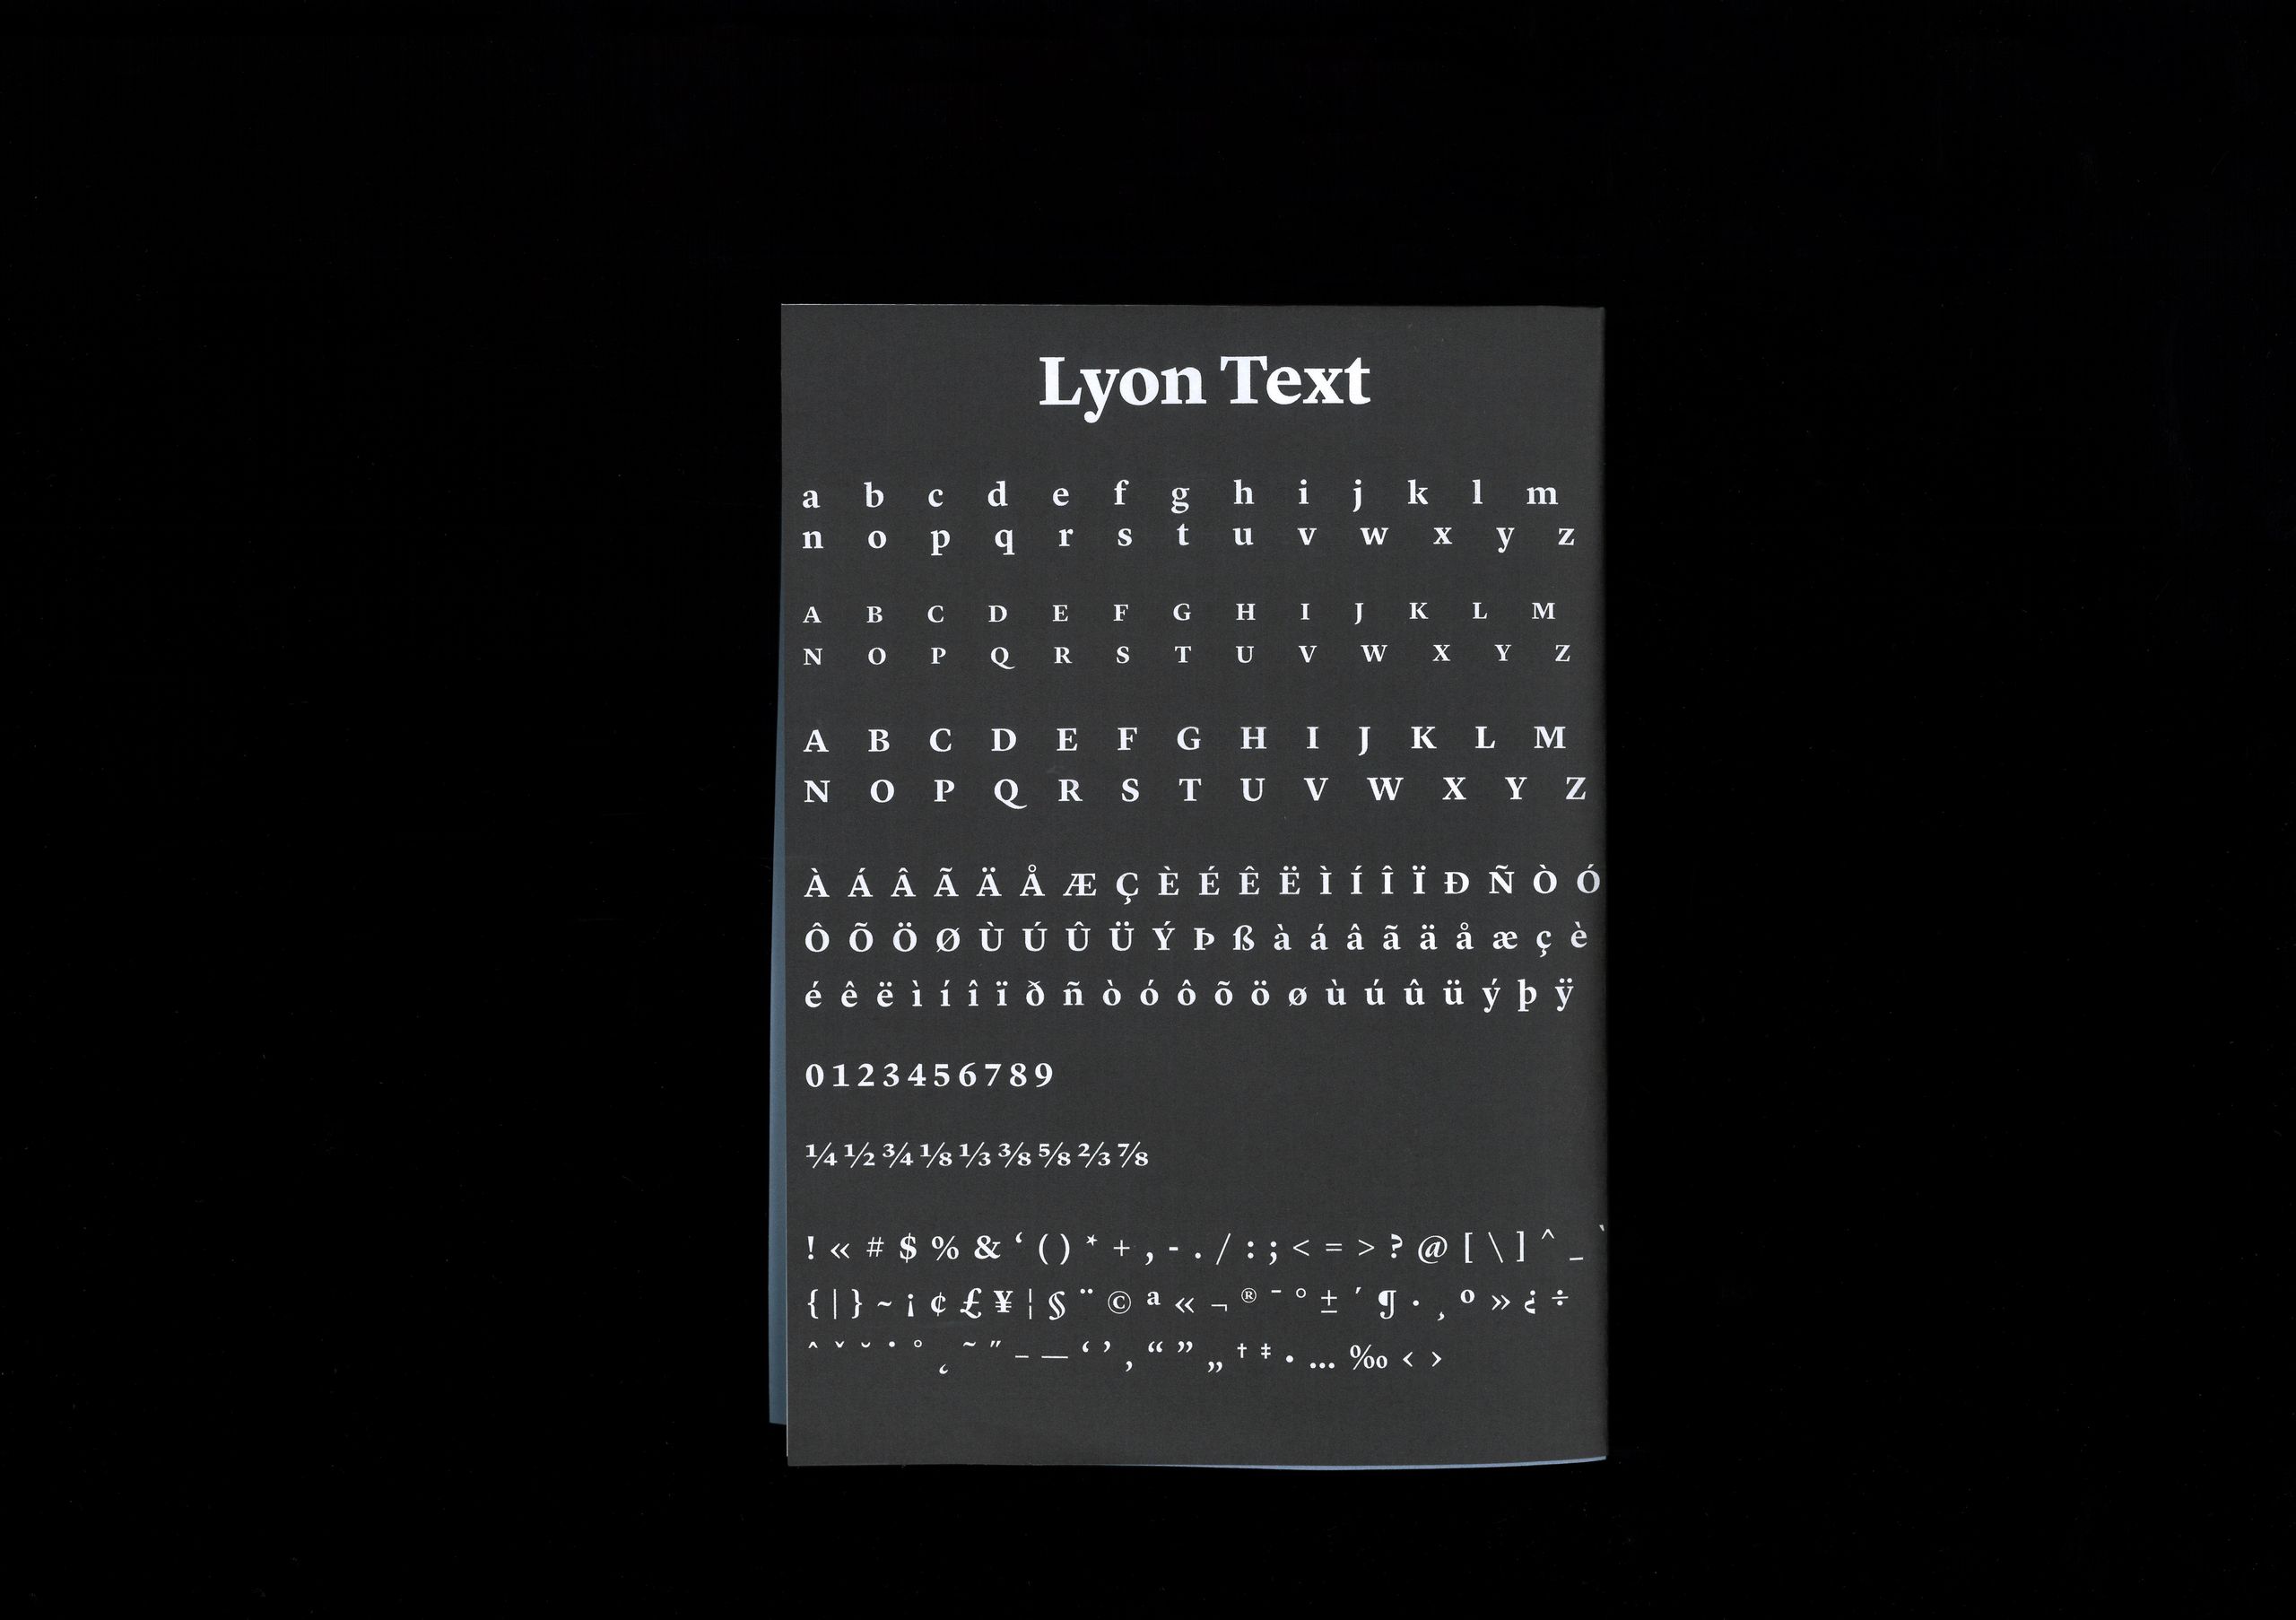 Lyon Text
a b c d e f g h i j k l m
n o p q r s t u v w x y z
A B C D E F G H I J K L M
N O P Q R S T U V W X Y Z
A B C D E F G H I J K L M
N O P Q R S T U V W X Y Z
À Á Â Ã Ä Å Æ Ç È É Ê Ë Ì Í Î Ï Ð Ñ Ò Ó
Ô Õ Ö Ø Ù Ú Û Ü Ý Þ ß à á â ã ä å æ ç è
é ê ë ì í î ï ð ñ ò ó ô õ ö ø ù ú û ü ý þ ÿ
0 1 2 3 4 5 6 7 8 9
¼ ½ ¾ ⅛ ⅓ ⅜ ⅝ ⅔ ⅞
! « # $ % & ‘ ( ) * + , - . / : ; < = > ? @ [ \ ] ^ _ `
{ | } ~ ¡ ¢ £ ¥ ¦ § ¨ © ª « ¬ ® ¯ ° ± ´ ¶ · ¸ º » ¿ ÷
ˆ ˇ ˘ ˙ ˚ ˛ ˜ ˝ – — ‘ ’ ‚ “ ” „ † ‡ • … ‰ ‹ ›